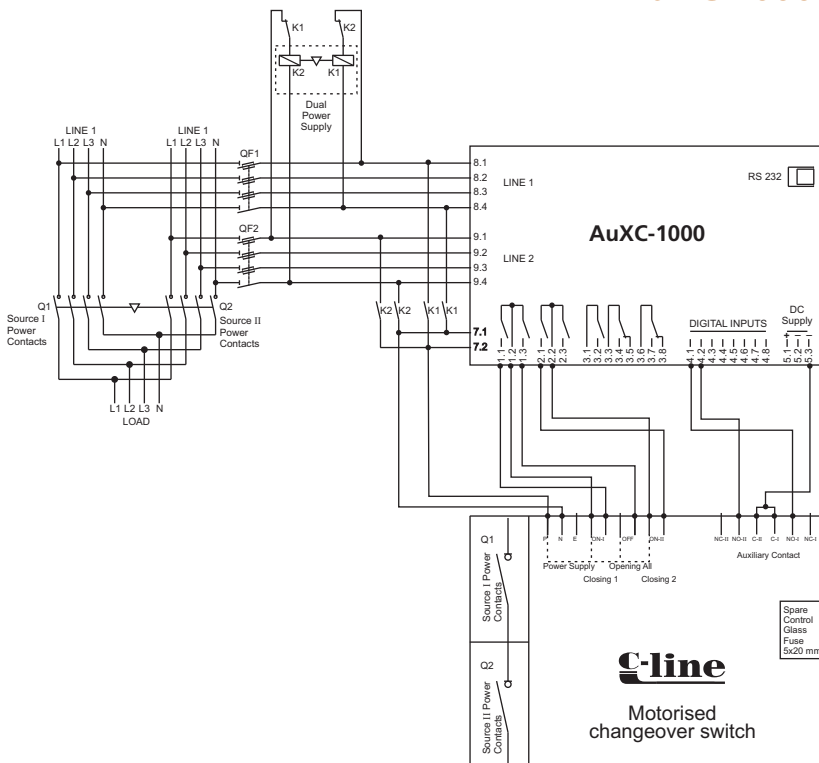 K1
K2
K2
K1
Dual
Power
Supply
LINE 1
LINE 1
L1 L2 L3 N
L1 L2 L3 N
QF1
QF2
8.1
8.2
8.3
8.4
LINE 1
9.1
9.2
9.3
9.4
LINE 2
RS 232
AuXC-1000
Q1
Source I
Power
Contacts
Q2
Source II
Power
Contacts
K2
K2
K1
K1
7.1
7.2
L1 L2 L3 N
LOAD
1.1
1.2
1.3
2.1
2.2
2.3
3.1
3.2
3.3
3.4
3.5
3.6
3.7
3.8
DIGITAL INPUTS
4.1
4.2
4.3
4.4
4.5
4.6
4.7
4.8
DC
Supply
+ – –
5.1
5.2
5.3
P
N
E
ON-I
OFF
ON-II
NC-II
NO-II
C-II
C-I
NO-I
NC-I
Power Supply
Opening All
Closing 1
Closing 2
Auxiliary Contact
Q1
Source I Power
Contacts
Q2
Source II Power
Contacts
Spare
Control
Glass
Fuse
5x20 mm
c-line
Motorised
changeover switch